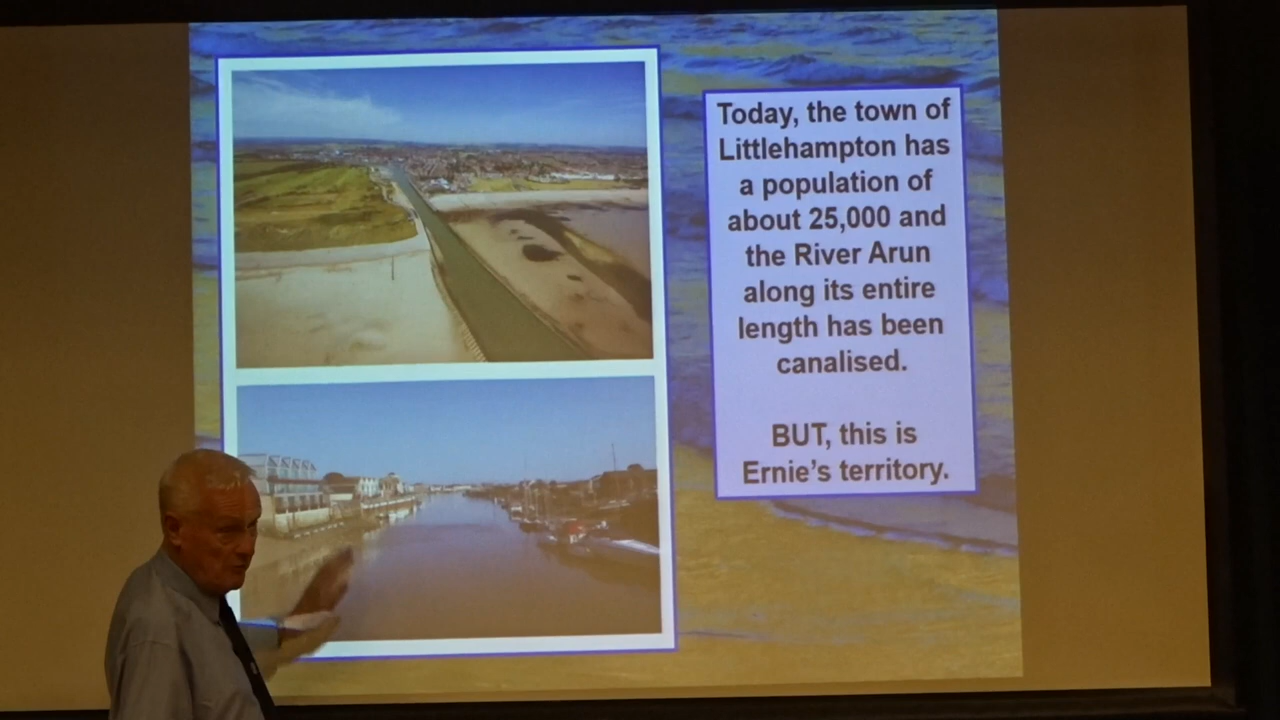 Today, the town of
Littlehampton has
a population of
about 25,000 and
the River Arun
along its entire
length has been
canalised.
BUT, this is
Ernie's territory.